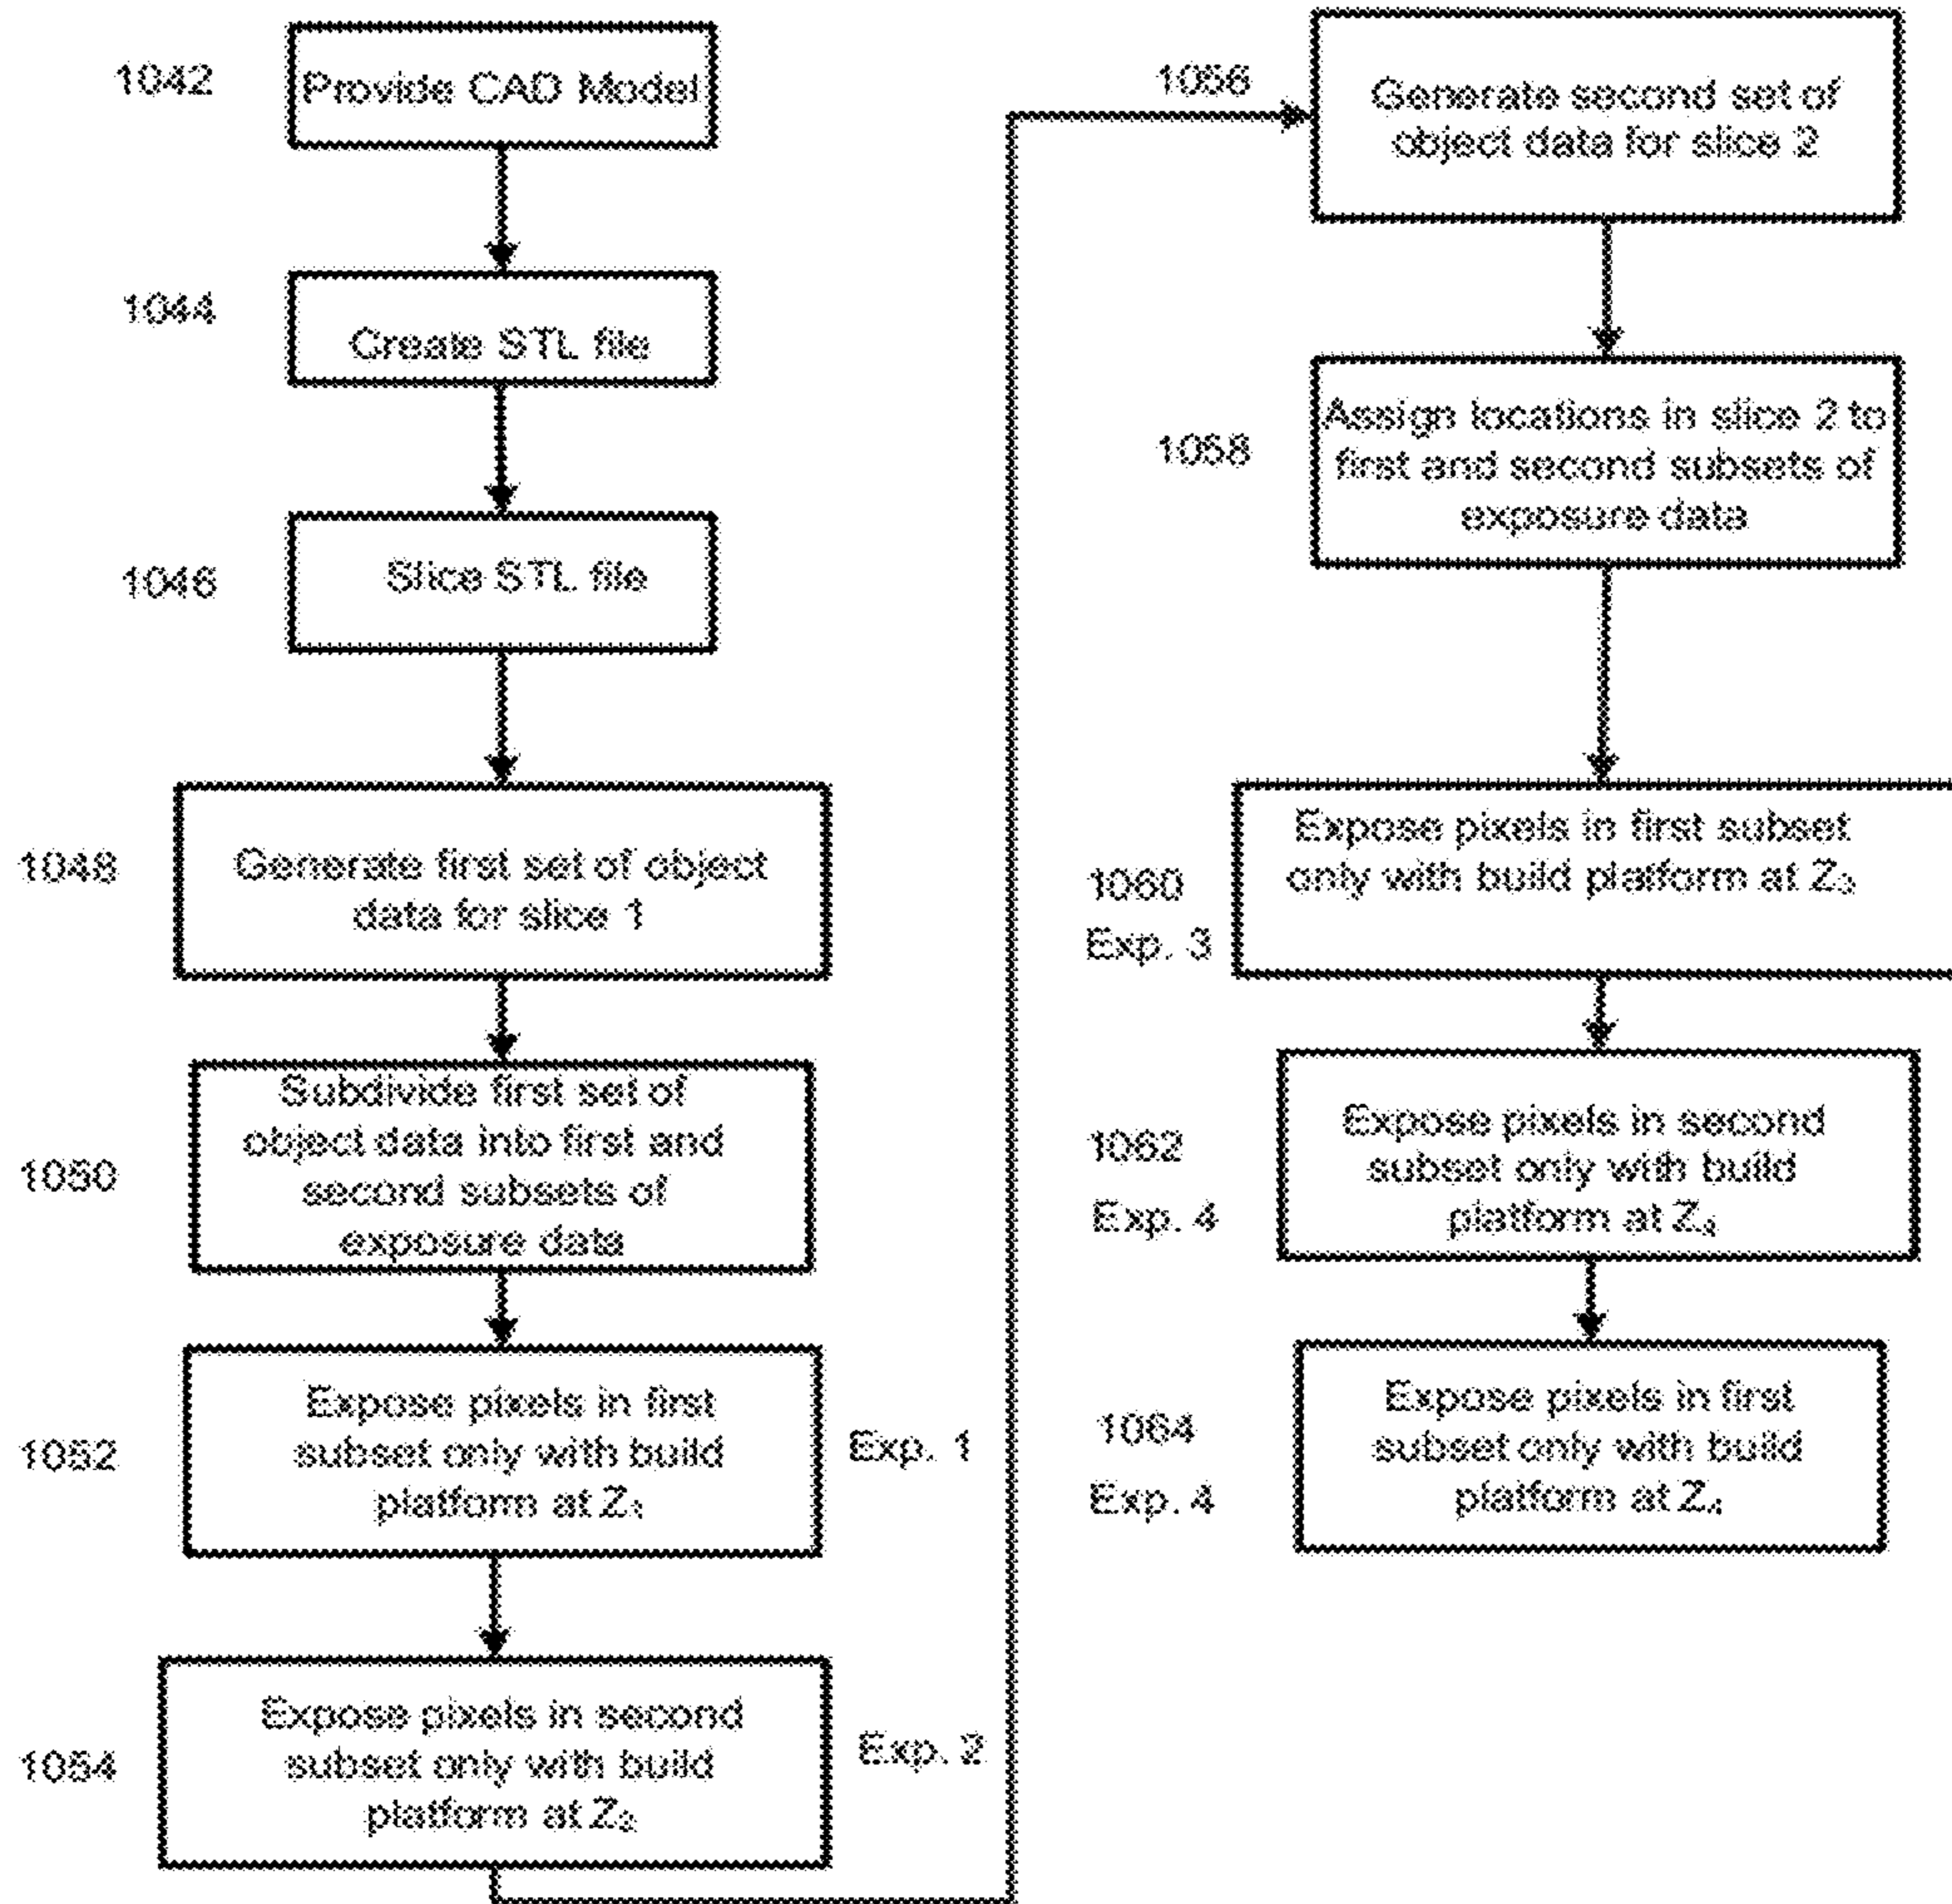 1042
Provide CAD Model
1044
Create STL file
1046
Slice STL file
1048
Generate first set of object
data for slice 1
1050
Subdivide first set of
object data into first and
second subsets of
exposure data
1052
Expose pixels in first
subset only with build
platform at Z₁
Exp. 1
1054
Expose pixels in second
subset only with build
platform at Z₂
Exp. 2
1056
Generate second set of
object data for slice 2
1058
Assign locations in slice 2 to
first and second subsets of
exposure data
1060
Exp. 3
Expose pixels in first subset
only with build platform at Z₃
1062
Exp. 4
Expose pixels in second
subset only with build
platform at Z₄
1064
Exp. 4
Expose pixels in first
subset only with build
platform at Z₄